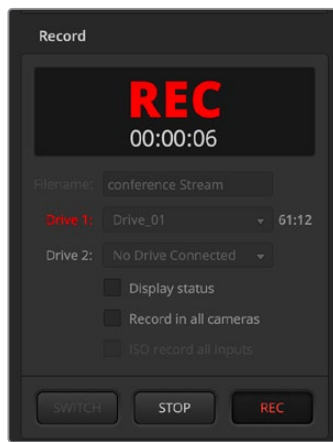 Record
REC
00:00:06
Filename: conference Stream
Drive 1: Drive_01 61:12
Drive 2: No Drive Connected
Display status
Record in all cameras
ISO record all inputs
SWITCH STOP REC